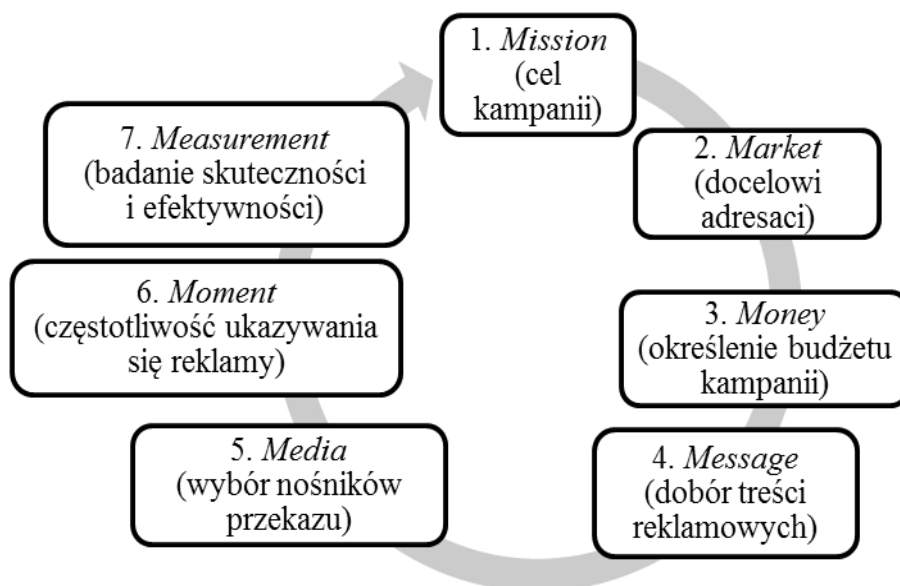 1. Mission
(cel
kampanii)
2. Market
(docelowi
adresaci)
3. Money
(określenie budżetu
kampanii)
4. Message
(dobór treści
reklamowych)
5. Media
(wybór nośników
przekazu)
6. Moment
(częstotliwość ukazywania
się reklamy)
7. Measurement
(badanie skuteczności
i efektywności)